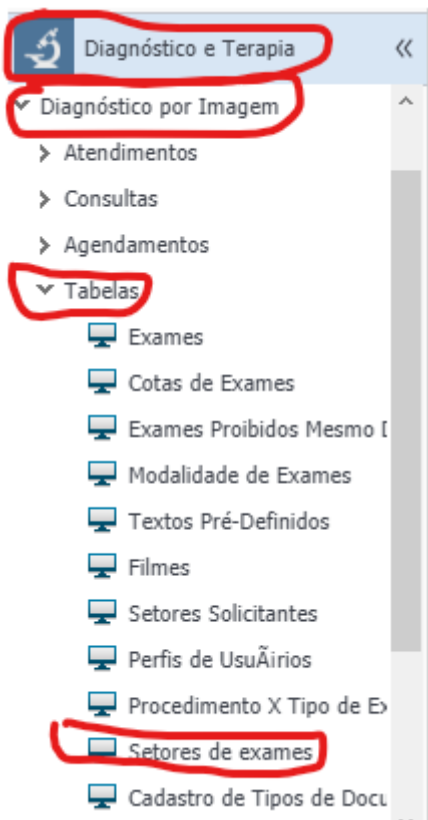 Diagnóstico e Terapia
Diagnóstico por Imagem
Atendimentos
Consultas
Agendamentos
Tabelas
Exames
Cotas de Exames
Exames Proibidos Mesmo
Modalidade de Exames
Textos Pré-Definidos
Filmes
Setores Solicitantes
Perfis de UsuÃirios
Procedimento X Tipo de
Setores de exames
Cadastro de Tipos de Docu